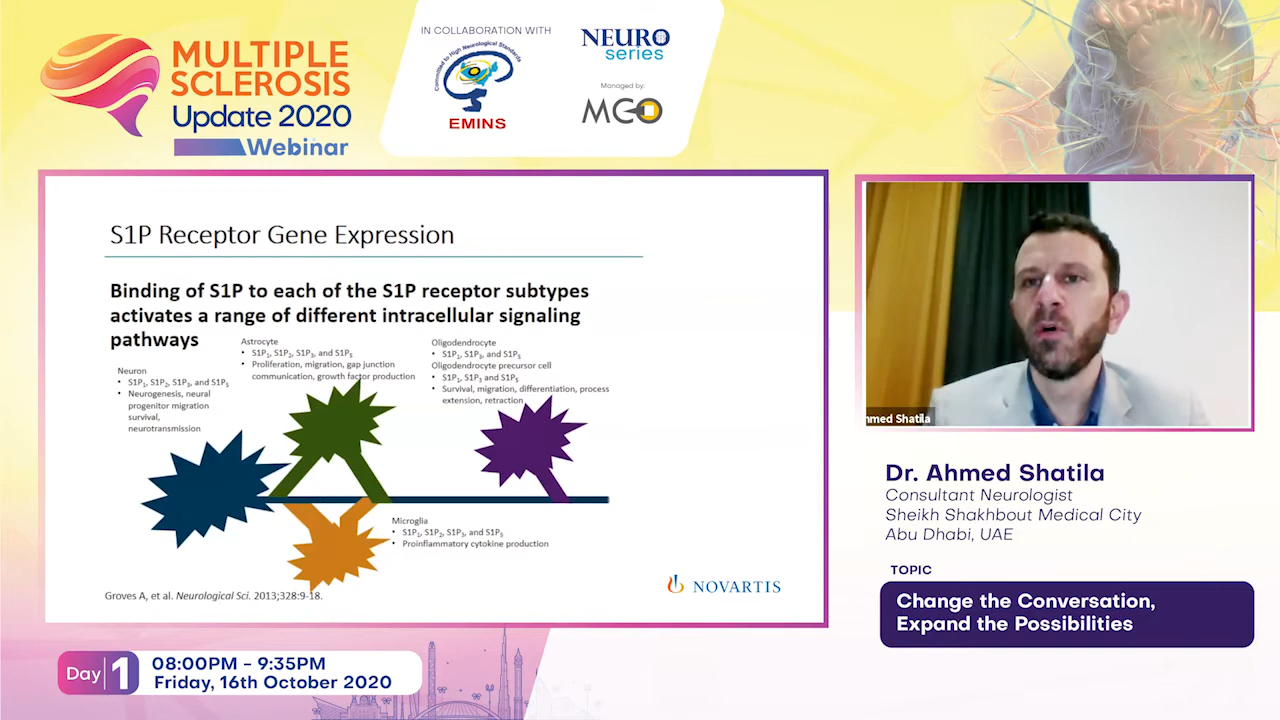 MULTIPLE
SCLEROSIS
Update 2020
Webinar
IN COLLABORATION WITH
Committed to High Neurological Standards
EMINS
NEURO
series
Managed by:
MCO
S1P Receptor Gene Expression
Binding of S1P to each of the S1P receptor subtypes
activates a range of different intracellular signaling
pathways
Neuron
• S1P1, S1P2, S1P3, and S1P5
• Neurogenesis, neural
progenitor migration
survival,
neurotransmission
Astrocyte
• S1P1, S1P2, S1P3, and S1P5
• Proliferation, migration, gap junction
communication, growth factor production
Oligodendrocyte
• S1P1, S1P3, and S1P5
Oligodendrocyte precursor cell
• S1P1, S1P3 and S1P5
• Survival, migration, differentiation, process
extension, retraction
Microglia
• S1P1, S1P2, S1P3, and S1P5
• Proinflammatory cytokine production
Groves A, et al. Neurological Sci. 2013;328:9-18.
NOVARTIS
hmed Shatila
Dr. Ahmed Shatila
Consultant Neurologist
Sheikh Shakhbout Medical City
Abu Dhabi, UAE
TOPIC
Change the Conversation,
Expand the Possibilities
Day 1
08:00PM - 9:35PM
Friday, 16th October 2020